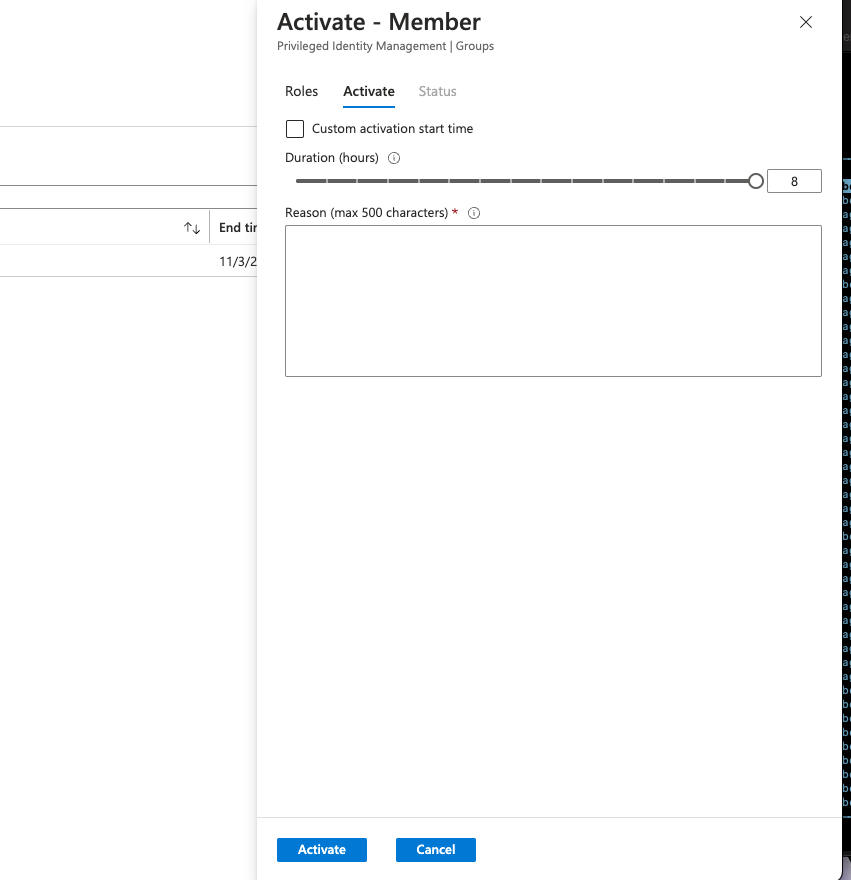 Activate - Member
Privileged Identity Management | Groups
Roles
Activate
Status
Custom activation start time
Duration (hours)
8
Reason (max 500 characters) *
End
11/3/2
Activate
Cancel